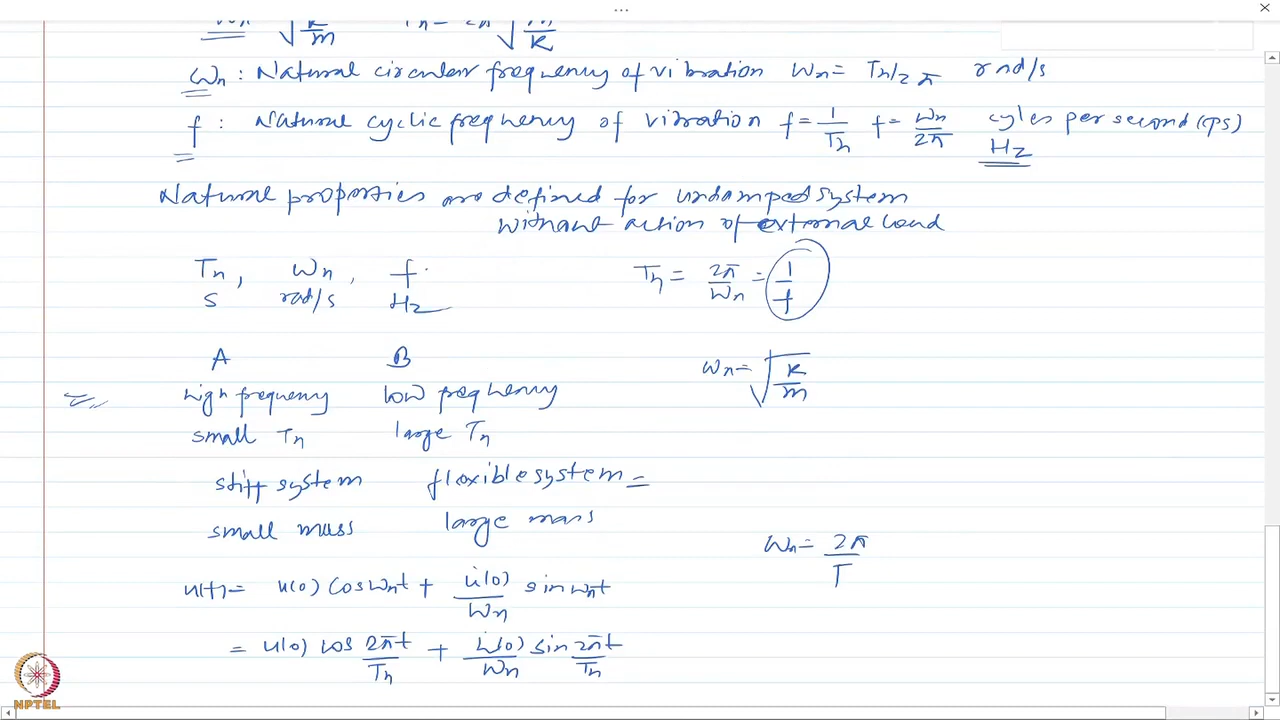 ωn √k/m Tn = 2π √m/k
ωn : Natural circular frequency of vibration ωn = Tn/2π rad/s
f : Natural cyclic frequency of vibration f = 1/Tn f = ωn/2π cycles per second (cps)
Hz
Natural properties are defined for undamped system
without action of external load
Tn, ωn, f. Tn = 2π/ωn = 1/f
s rad/s Hz
A B
high frequency low frequency ωn = √k/m
small Tn large Tn
stiff system flexible system =
small mass large mass
ωn = 2π/T
u(t) = u(0) cos ωnt + u̇(0)/ωn sin ωnt
= u(0) cos 2πt/Tn + u̇(0)/ωn sin 2πt/Tn
NPTEL